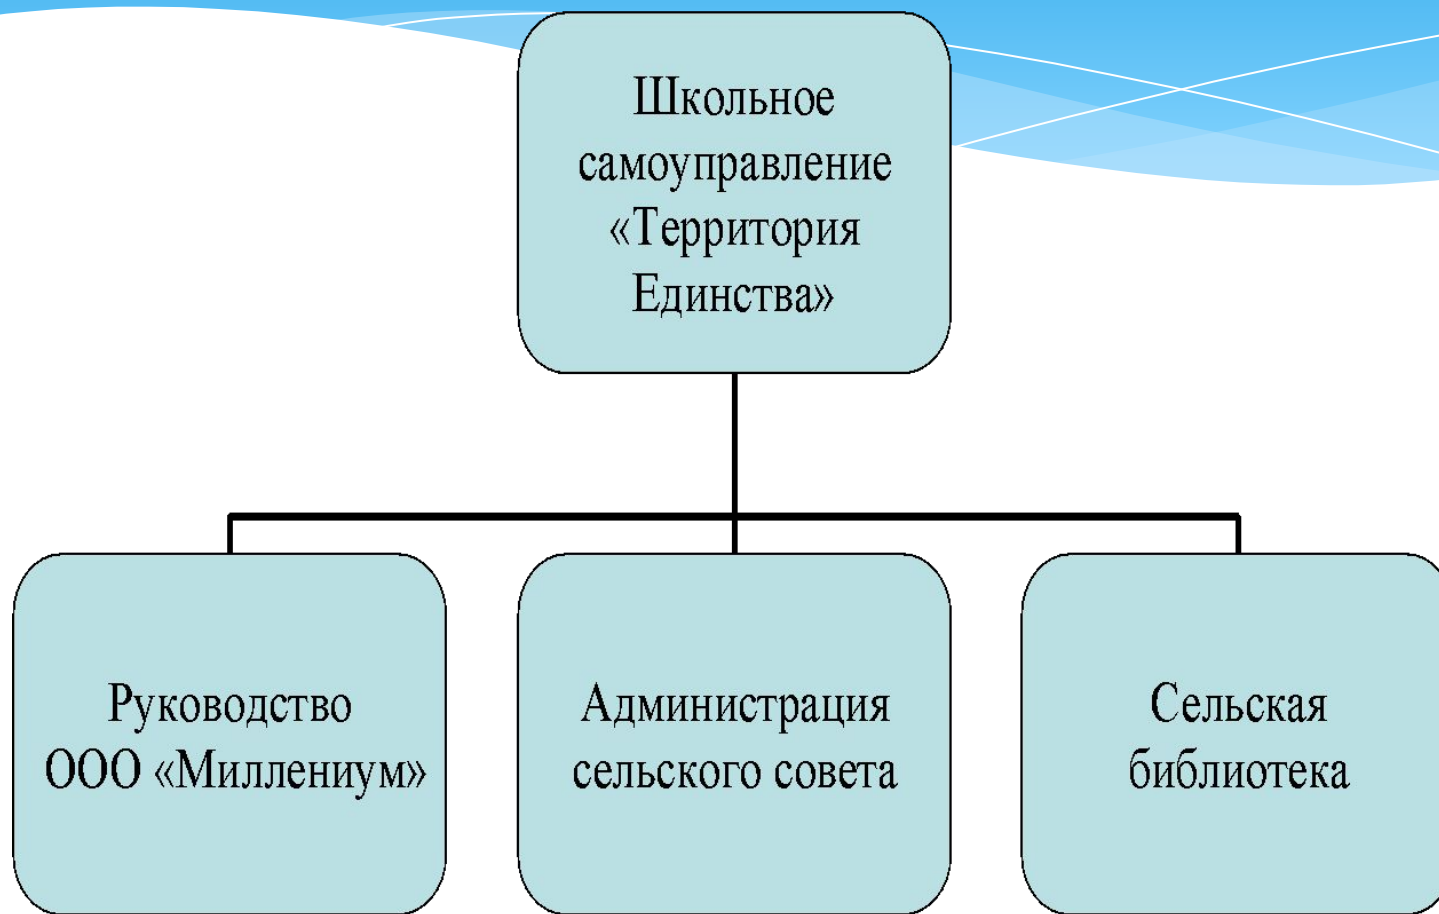 Школьное
самоуправление
«Территория
Единства»
Руководство
ООО «Миллениум»
Администрация
сельского совета
Сельская
библиотека